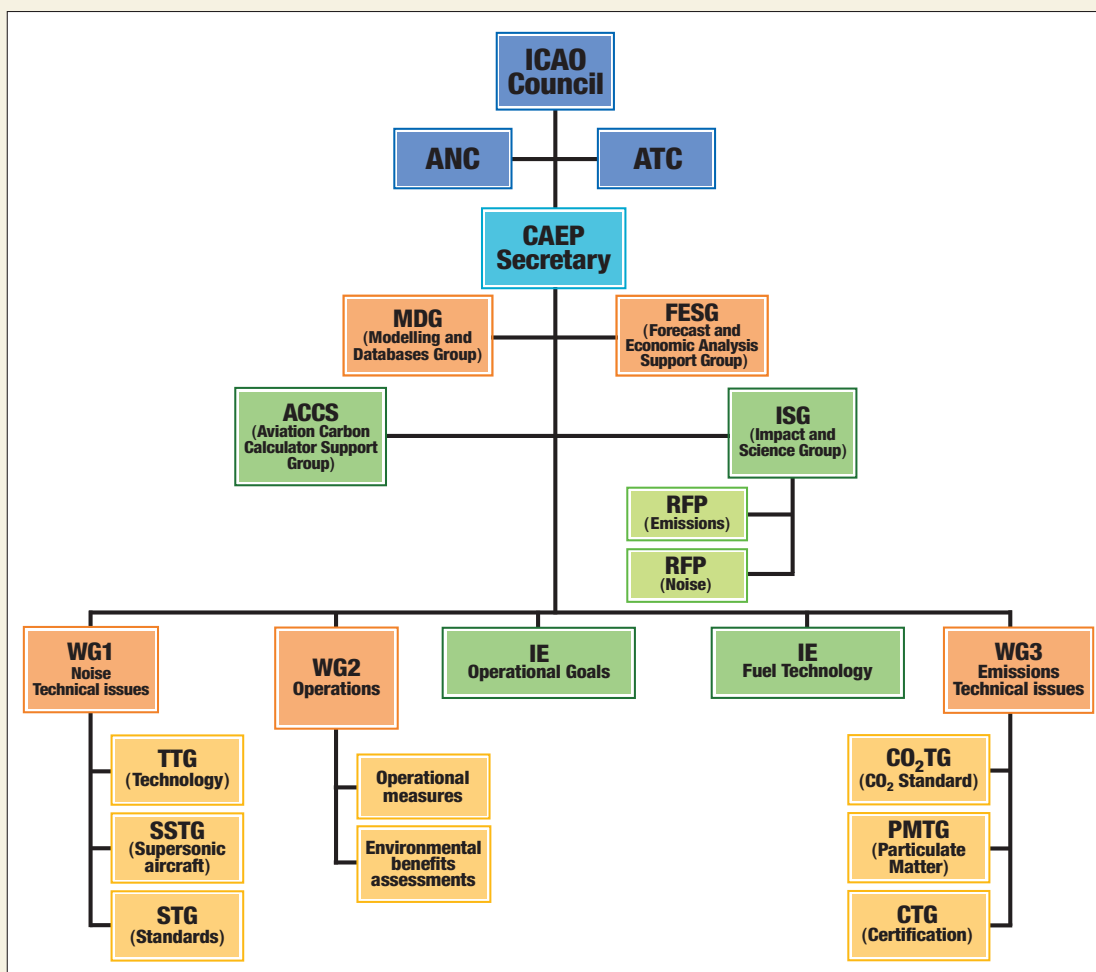 ICAO
Council
ANC
ATC
CAEP
Secretary
MDG
(Modelling and
Databases Group)
FESG
(Forecast and
Economic Analysis
Support Group)
ACCS
(Aviation Carbon
Calculator Support
Group)
ISG
(Impact and
Science Group)
RFP
(Emissions)
RFP
(Noise)
WG1
Noise
Technical issues
WG2
Operations
IE
Operational Goals
IE
Fuel Technology
WG3
Emissions
Technical issues
TTG
(Technology)
SSTG
(Supersonic
aircraft)
STG
(Standards)
Operational
measures
Environmental
benefits
assessments
CO₂TG
(CO₂ Standard)
PMTG
(Particulate
Matter)
CTG
(Certification)